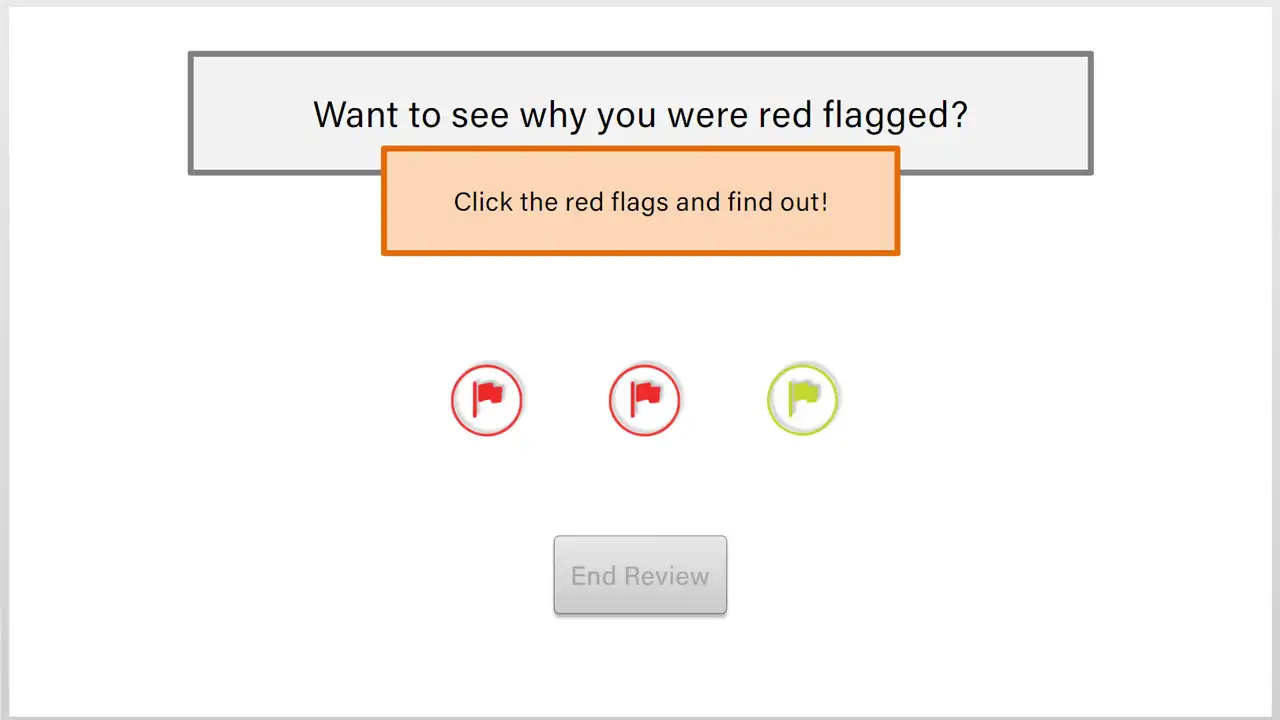 Want to see why you were red flagged?
Click the red flags and find out!
End Review